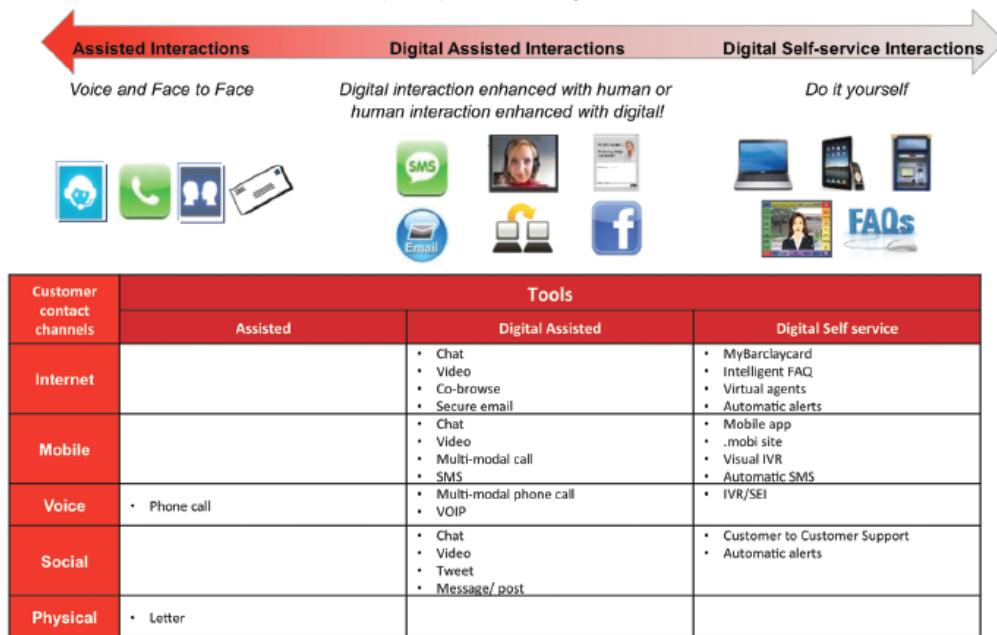 Assisted Interactions
Digital Assisted Interactions
Digital Self-service Interactions
Voice and Face to Face
Digital interaction enhanced with human or
human interaction enhanced with digital!
Do it yourself
SMS
Email
f
FAQs
Customer
contact
channels
Tools
Assisted
Digital Assisted
Digital Self service
Internet
• Chat
• Video
• Co-browse
• Secure email
• MyBarclaycard
• Intelligent FAQ
• Virtual agents
• Automatic alerts
Mobile
• Chat
• Video
• Multi-modal call
• SMS
• Mobile app
• .mobi site
• Visual IVR
• Automatic SMS
Voice
• Phone call
• Multi-modal phone call
• VOIP
• IVR/SEI
Social
• Chat
• Video
• Tweet
• Message/ post
• Customer to Customer Support
• Automatic alerts
Physical
• Letter